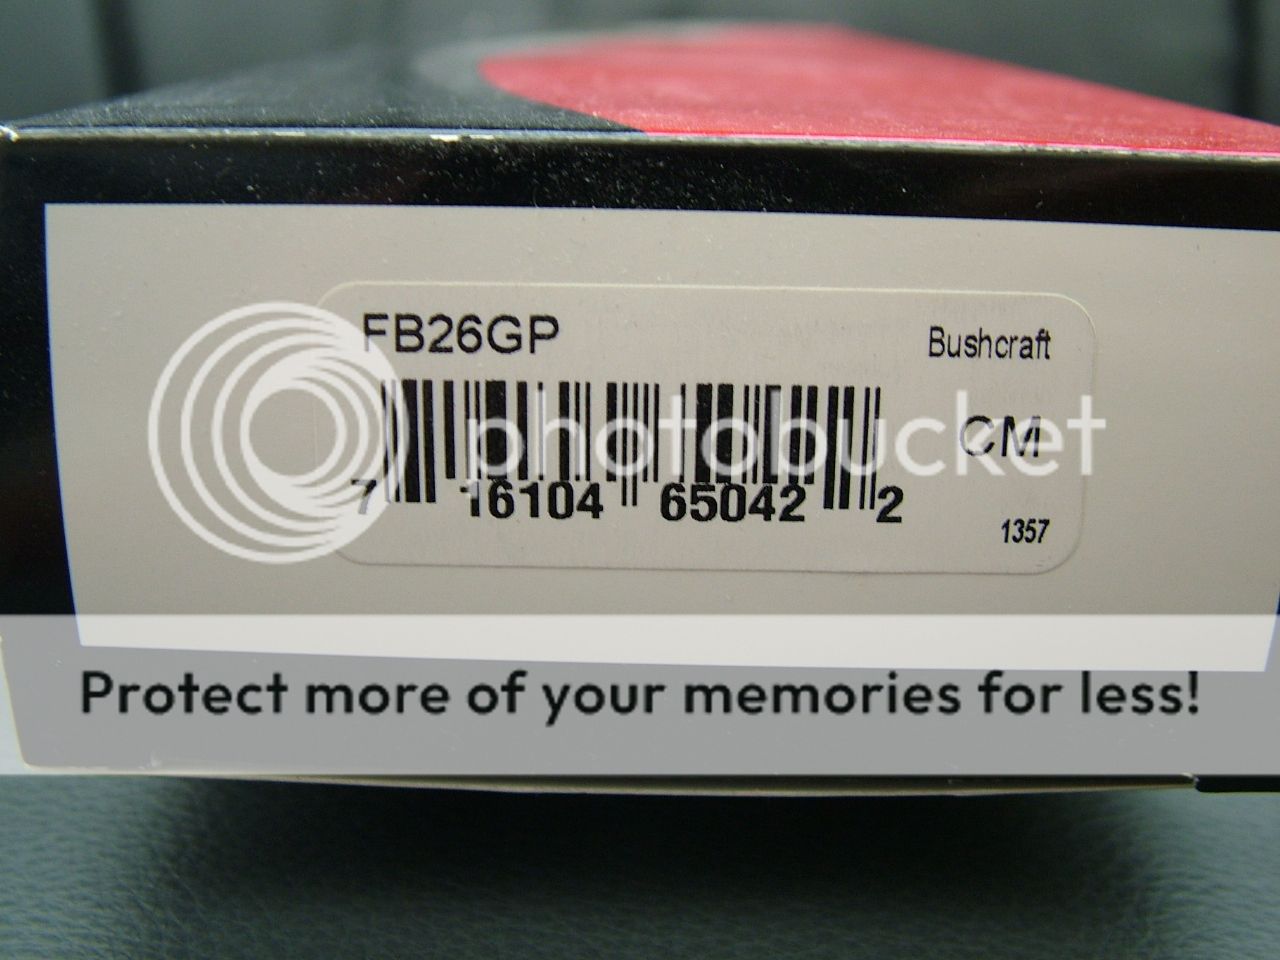 FB26GP
Bushcraft
photobucket
CM
7 16104 65042 2
1357
Protect more of your memories for less!